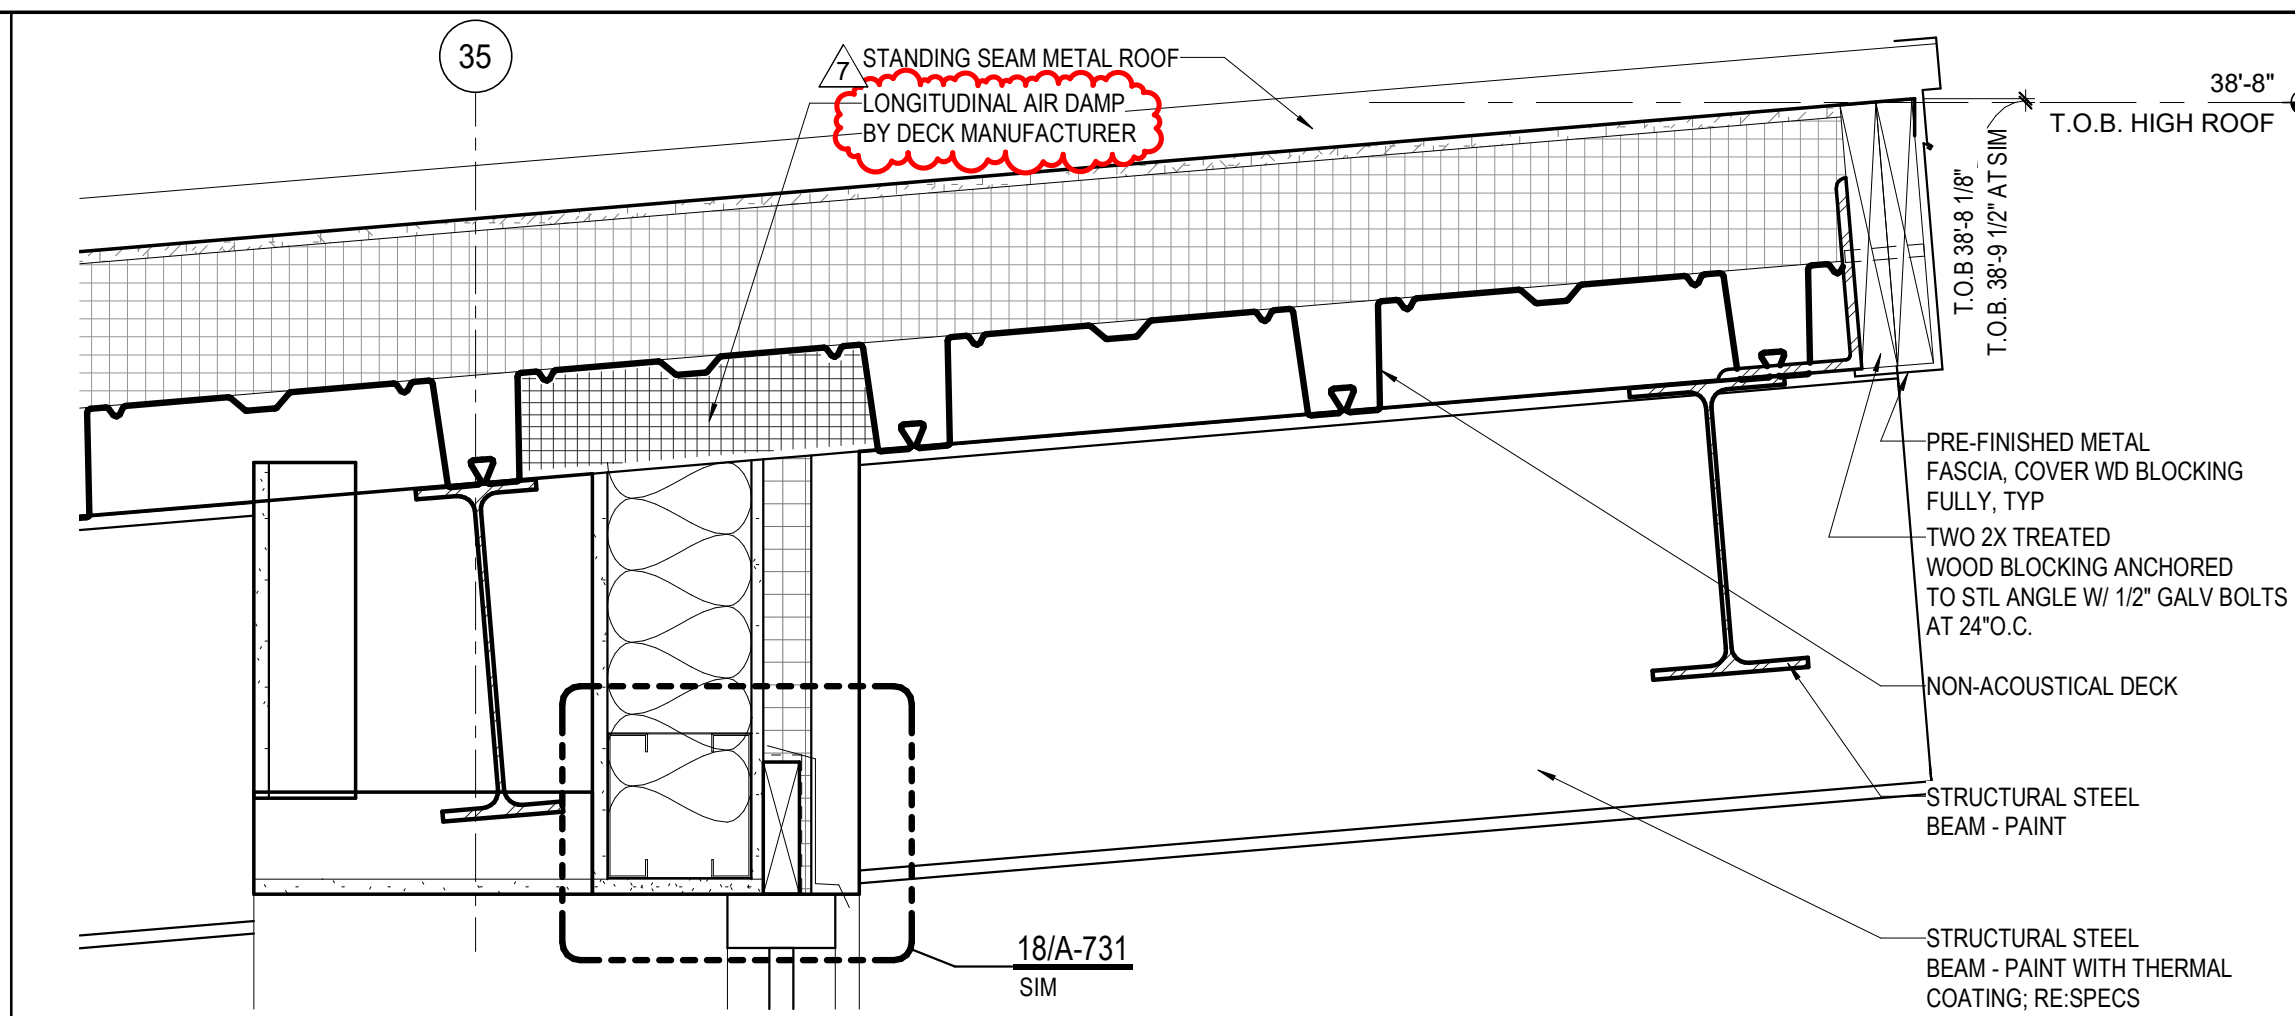 35
7
STANDING SEAM METAL ROOF
LONGITUDINAL AIR DAMP
BY DECK MANUFACTURER
38'-8"
T.O.B. HIGH ROOF
T.O.B 38'-8 1/8"
T.O.B. 38'-9 1/2" AT SIM
PRE-FINISHED METAL
FASCIA, COVER WD BLOCKING
FULLY, TYP
TWO 2X TREATED
WOOD BLOCKING ANCHORED
TO STL ANGLE W/ 1/2" GALV BOLTS
AT 24"O.C.
NON-ACOUSTICAL DECK
STRUCTURAL STEEL
BEAM - PAINT
STRUCTURAL STEEL
BEAM - PAINT WITH THERMAL
COATING; RE:SPECS
18/A-731
SIM